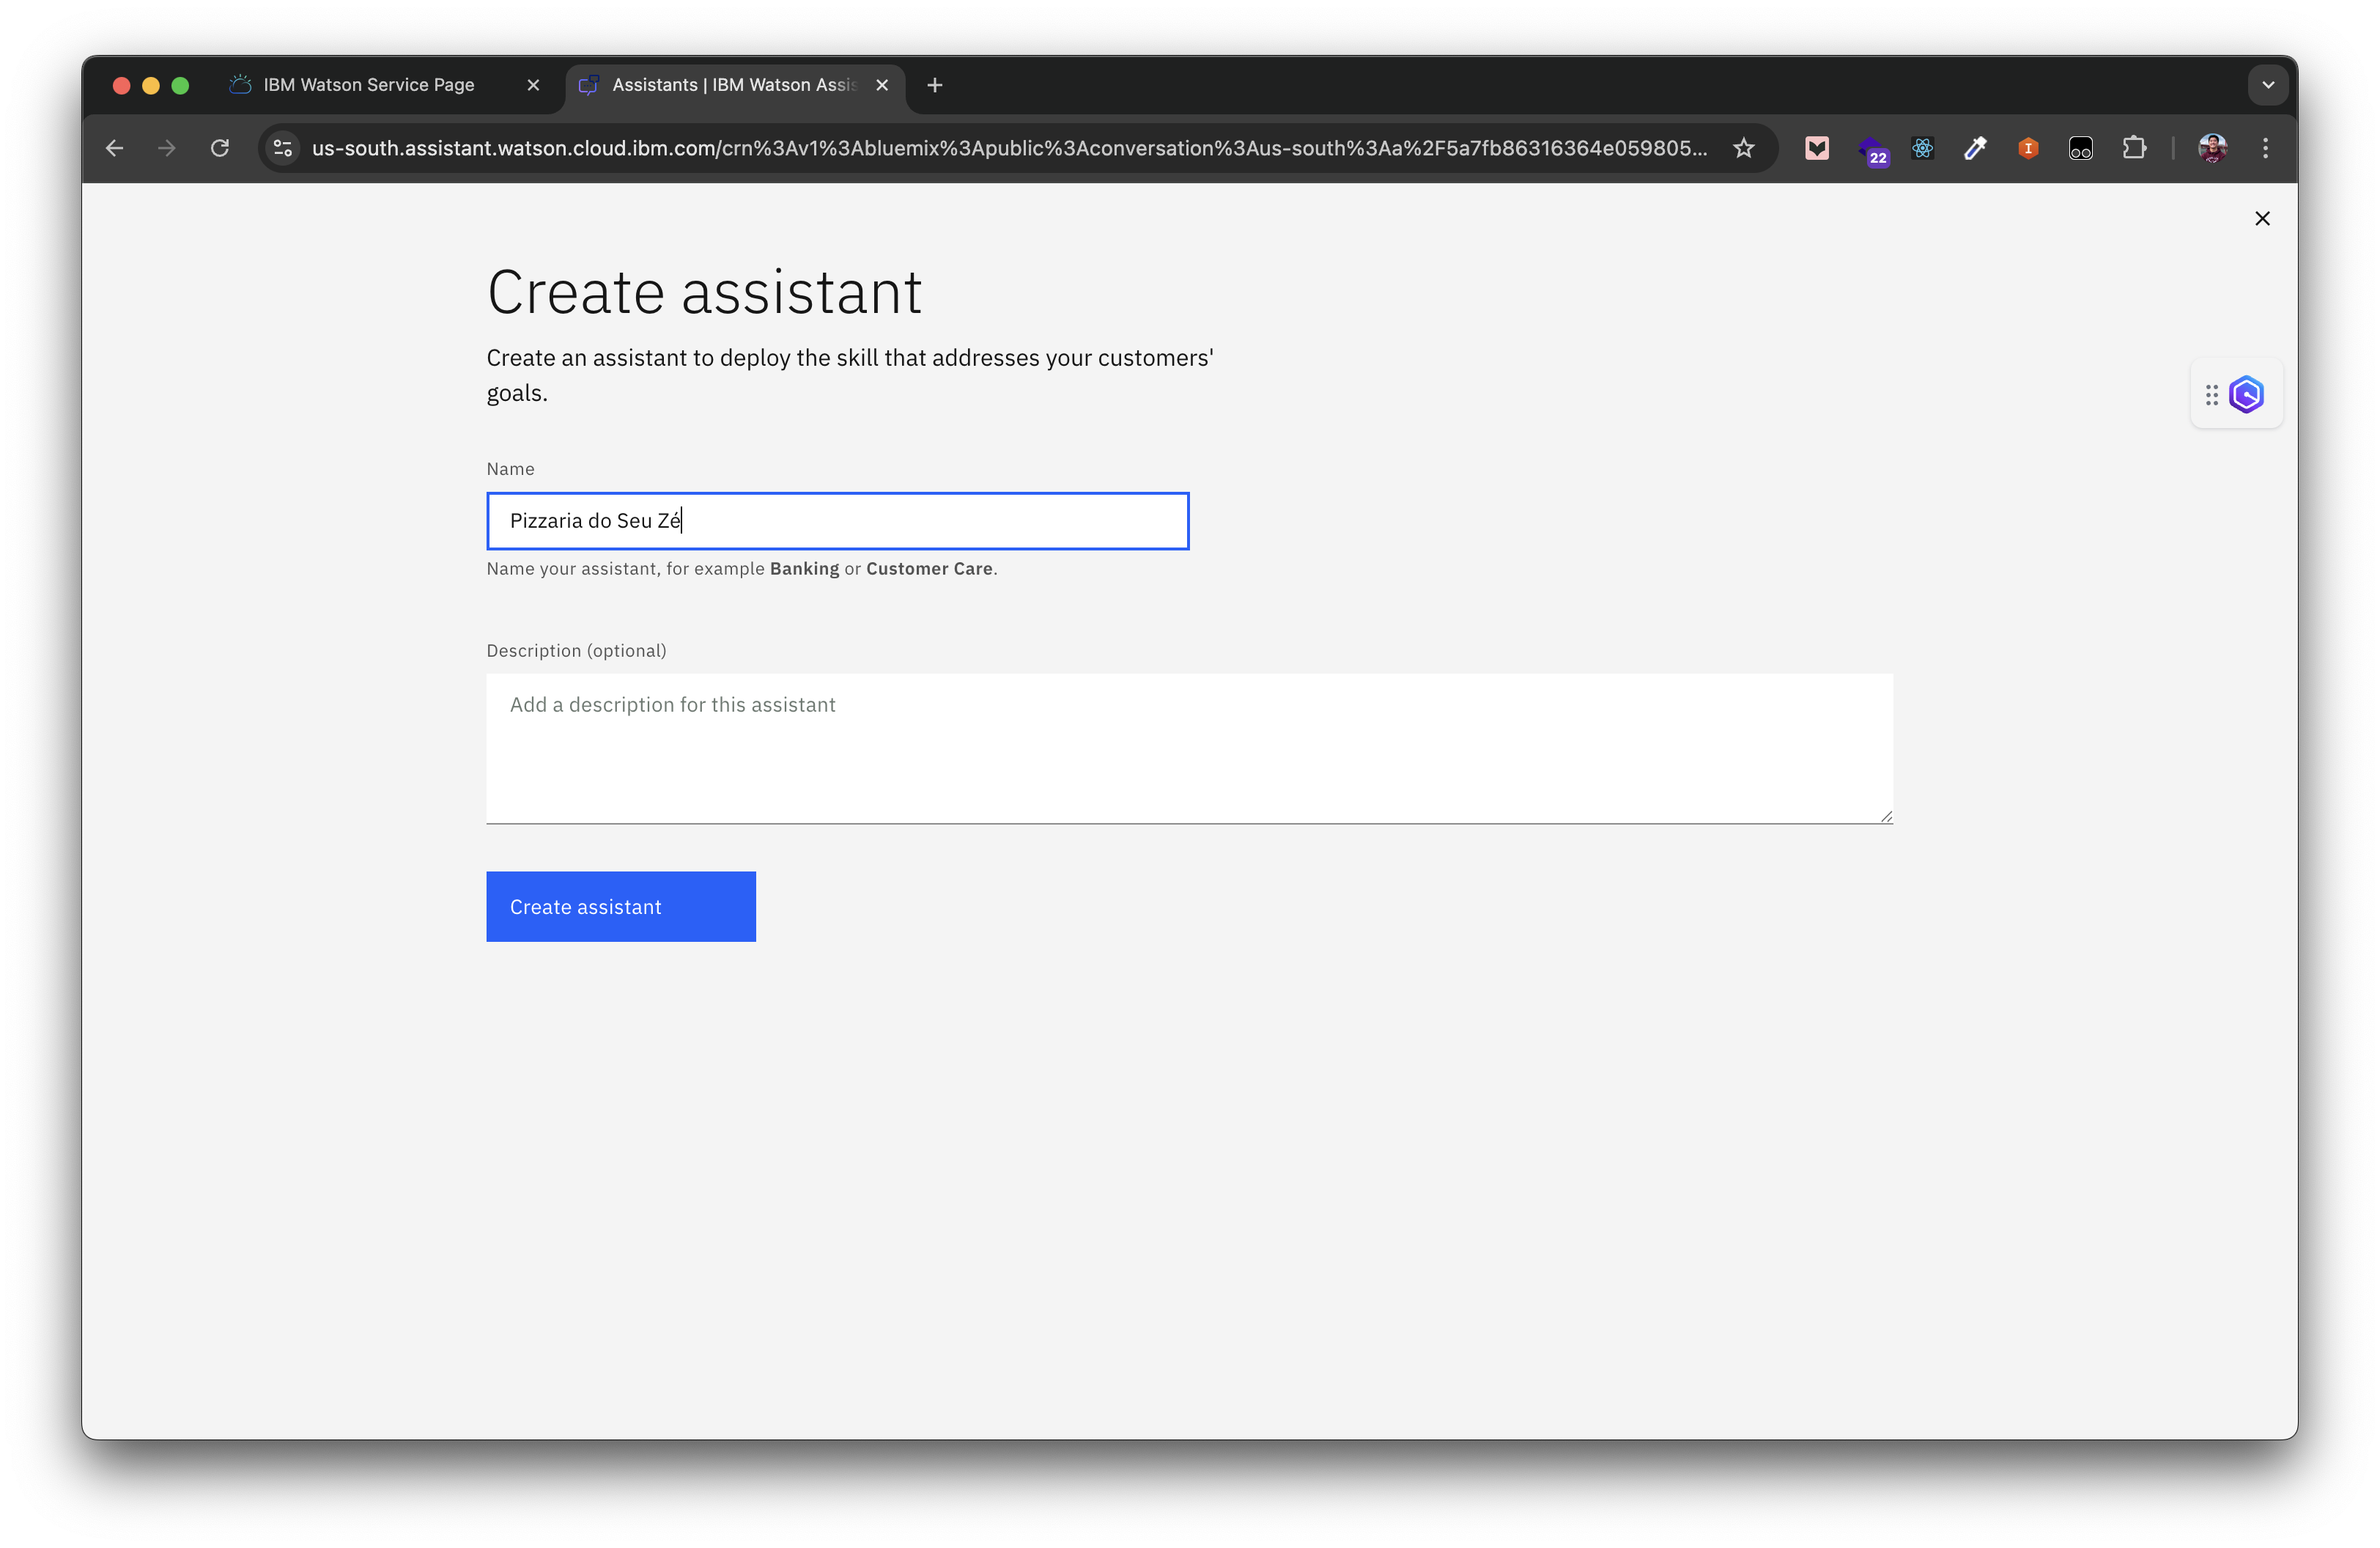 IBM Watson Service Page
Assistants | IBM Watson Assis
us-south.assistant.watson.cloud.ibm.com/crn%3Av1%3Abluemix%3Apublic%3Aconversation%3Aus-south%3Aa%2F5a7fb86316364e059805...
22
I
Create assistant
Create an assistant to deploy the skill that addresses your customers'
goals.
Name
Pizzaria do Seu Zé
Name your assistant, for example Banking or Customer Care.
Description (optional)
Add a description for this assistant
Create assistant